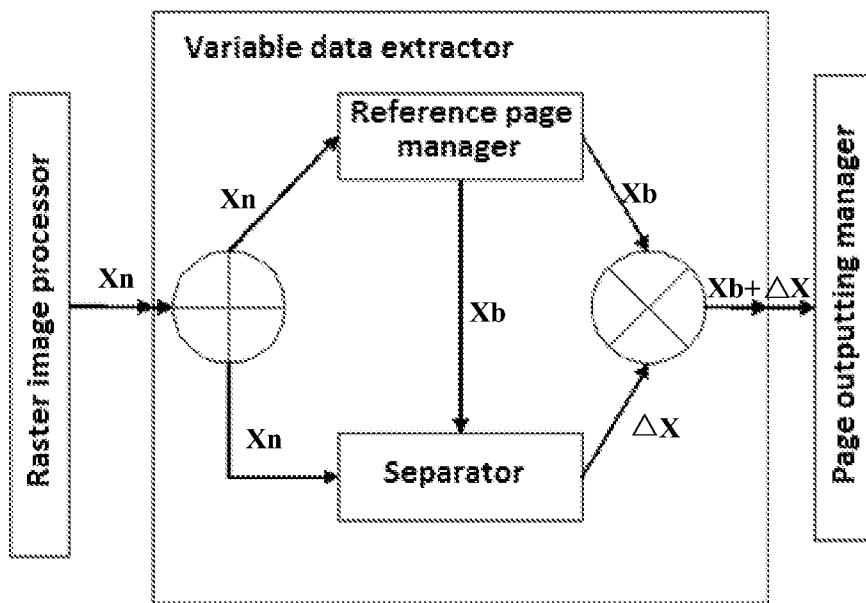 Variable data extractor
Raster image processor
Reference page
manager
Page outputting manager
Xn
Xb
Xn
Xb
Xb+ △X
Xn
△X
Separator